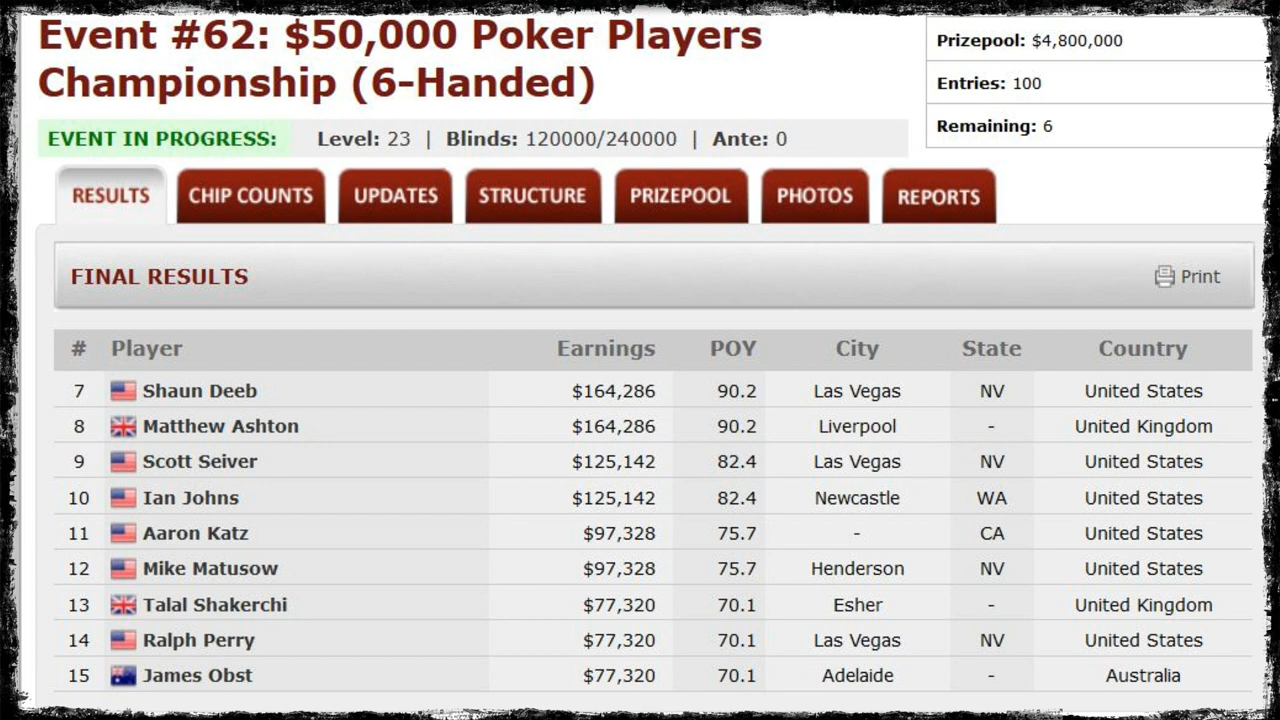 Event #62: $50,000 Poker Players
Championship (6-Handed)
Prizepool: $4,800,000
Entries: 100
Remaining: 6
EVENT IN PROGRESS: Level: 23 | Blinds: 120000/240000 | Ante: 0
RESULTS CHIP COUNTS UPDATES STRUCTURE PRIZEPOOL PHOTOS REPORTS
FINAL RESULTS Print
# Player Earnings POY City State Country
7 Shaun Deeb $164,286 90.2 Las Vegas NV United States
8 Matthew Ashton $164,286 90.2 Liverpool - United Kingdom
9 Scott Seiver $125,142 82.4 Las Vegas NV United States
10 Ian Johns $125,142 82.4 Newcastle WA United States
11 Aaron Katz $97,328 75.7 - CA United States
12 Mike Matusow $97,328 75.7 Henderson NV United States
13 Talal Shakerchi $77,320 70.1 Esher - United Kingdom
14 Ralph Perry $77,320 70.1 Las Vegas NV United States
15 James Obst $77,320 70.1 Adelaide - Australia